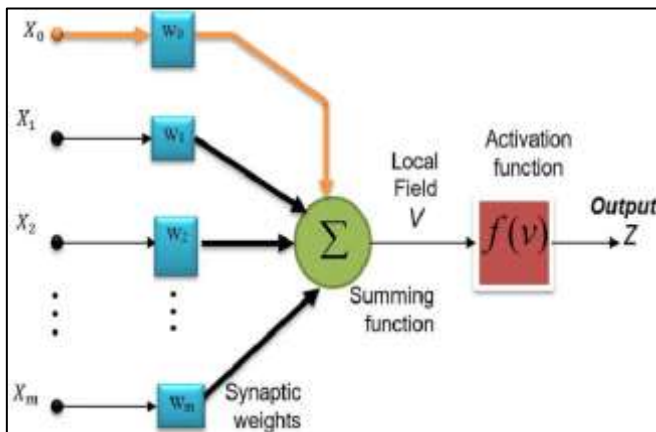 X₀
W₀
X₁
W₁
X₂
W₂
Xₘ
Wₘ
Synaptic
weights
Σ
Summing
function
Local
Field
V
Activation
function
f(v)
Output
Z